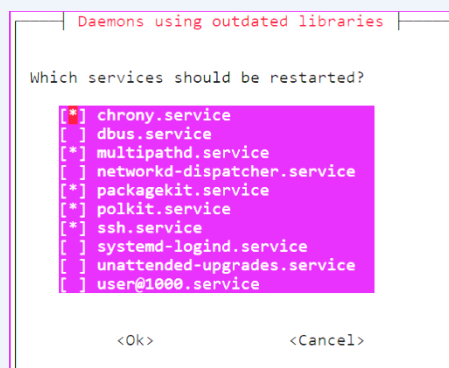 Daemons using outdated libraries
Which services should be restarted?
[*] chrony.service
[ ] dbus.service
[*] multipathd.service
[ ] networkd-dispatcher.service
[*] packagekit.service
[*] polkit.service
[*] ssh.service
[ ] systemd-logind.service
[ ] unattended-upgrades.service
[ ] user@1000.service
<Ok> <Cancel>